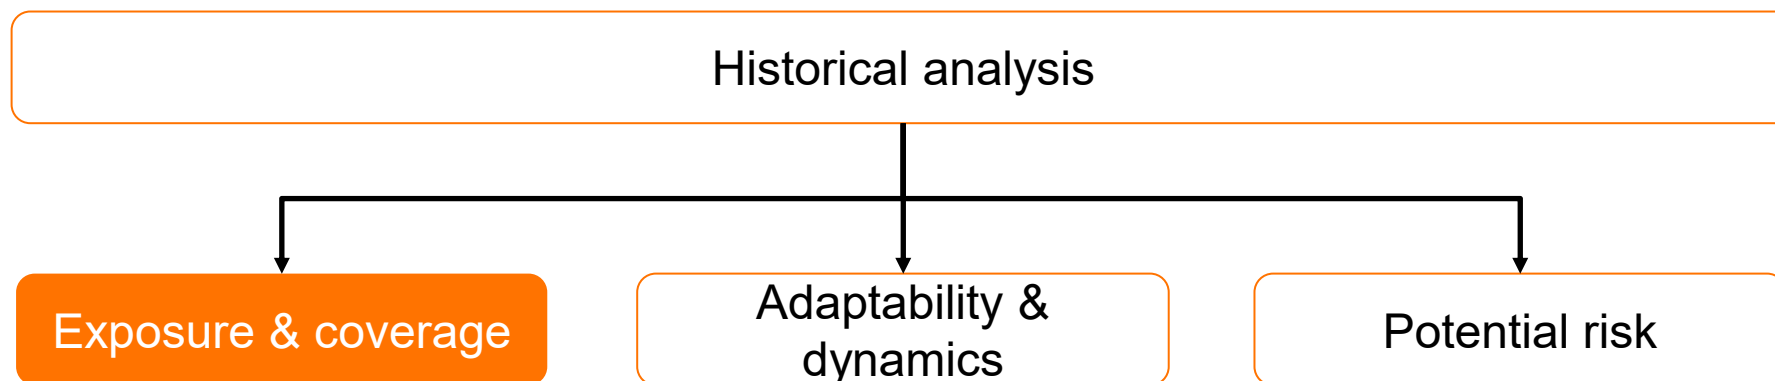 Historical analysis
Exposure & coverage
Adaptability &
dynamics
Potential risk